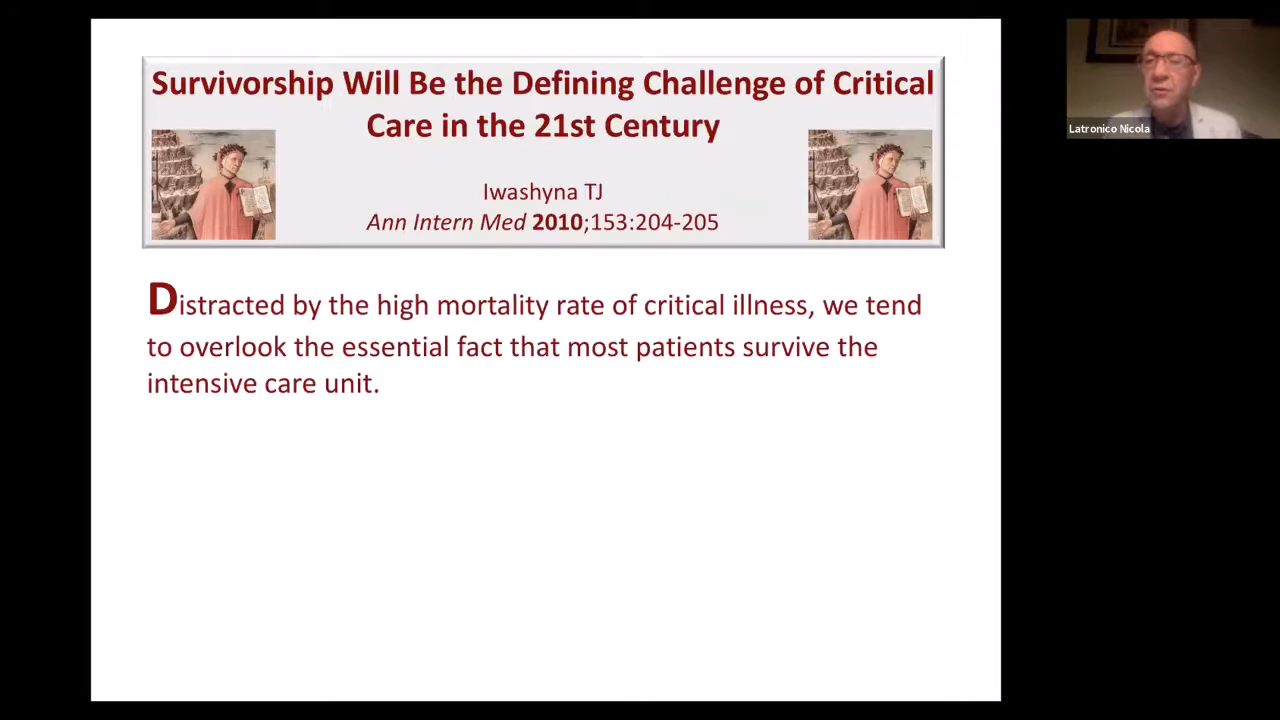 Survivorship Will Be the Defining Challenge of Critical
Care in the 21st Century
Iwashyna TJ
Ann Intern Med 2010;153:204-205
Distracted by the high mortality rate of critical illness, we tend
to overlook the essential fact that most patients survive the
intensive care unit.
Latronico Nicola